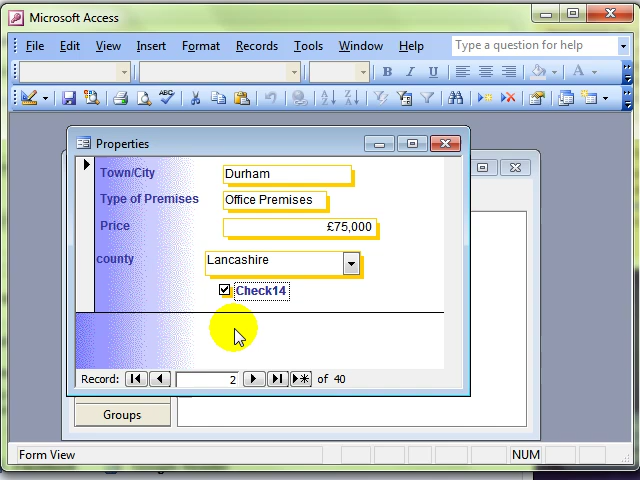 Microsoft Access
File Edit View Insert Format Records Tools Window Help Type a question for help
B I U A
Properties
Town/City Durham
Type of Premises Office Premises
Price £75,000
county Lancashire
Check14
Record: 2 of 40
Groups
Form View NUM